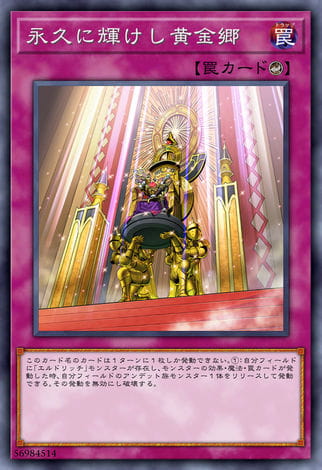 永久に輝けし黄金郷
トラップ
罠
【罠カード】
このカード名のカードは1ターンに1枚しか発動できない。①:自分フィールド
に「エルドリッチ」モンスターが存在し、モンスターの効果・魔法・罠カードが
発動した時、自分フィールドのアンデット族モンスター1体をリリースして発動
できる。その発動を無効にし破壊する。
56984514